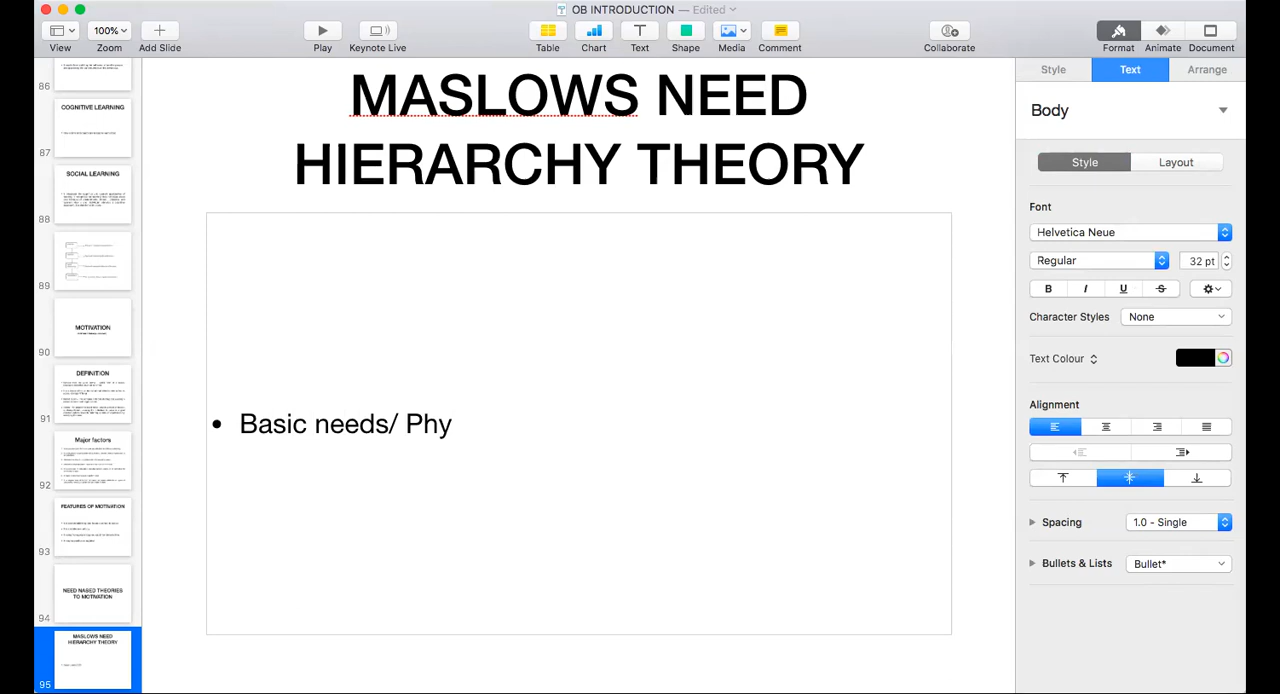 OB INTRODUCTION — Edited
100%
View
Zoom
Add Slide
Play
Keynote Live
Table
Chart
Text
Shape
Media
Comment
Collaborate
Format
Animate
Document
86
COGNITIVE LEARNING
87
SOCIAL LEARNING
88
89
MOTIVATION
90
DEFINITION
91
Major factors
92
FEATURES OF MOTIVATION
93
NEED NASED THEORIES
TO MOTIVATION
94
MASLOWS NEED
HIERARCHY THEORY
95
MASLOWS NEED
HIERARCHY THEORY
• Basic needs/ Phy
Style
Text
Arrange
Body
Style
Layout
Font
Helvetica Neue
Regular
32 pt
B I U S
Character Styles
None
Text Colour
Alignment
Spacing
1.0 - Single
Bullets & Lists
Bullet*